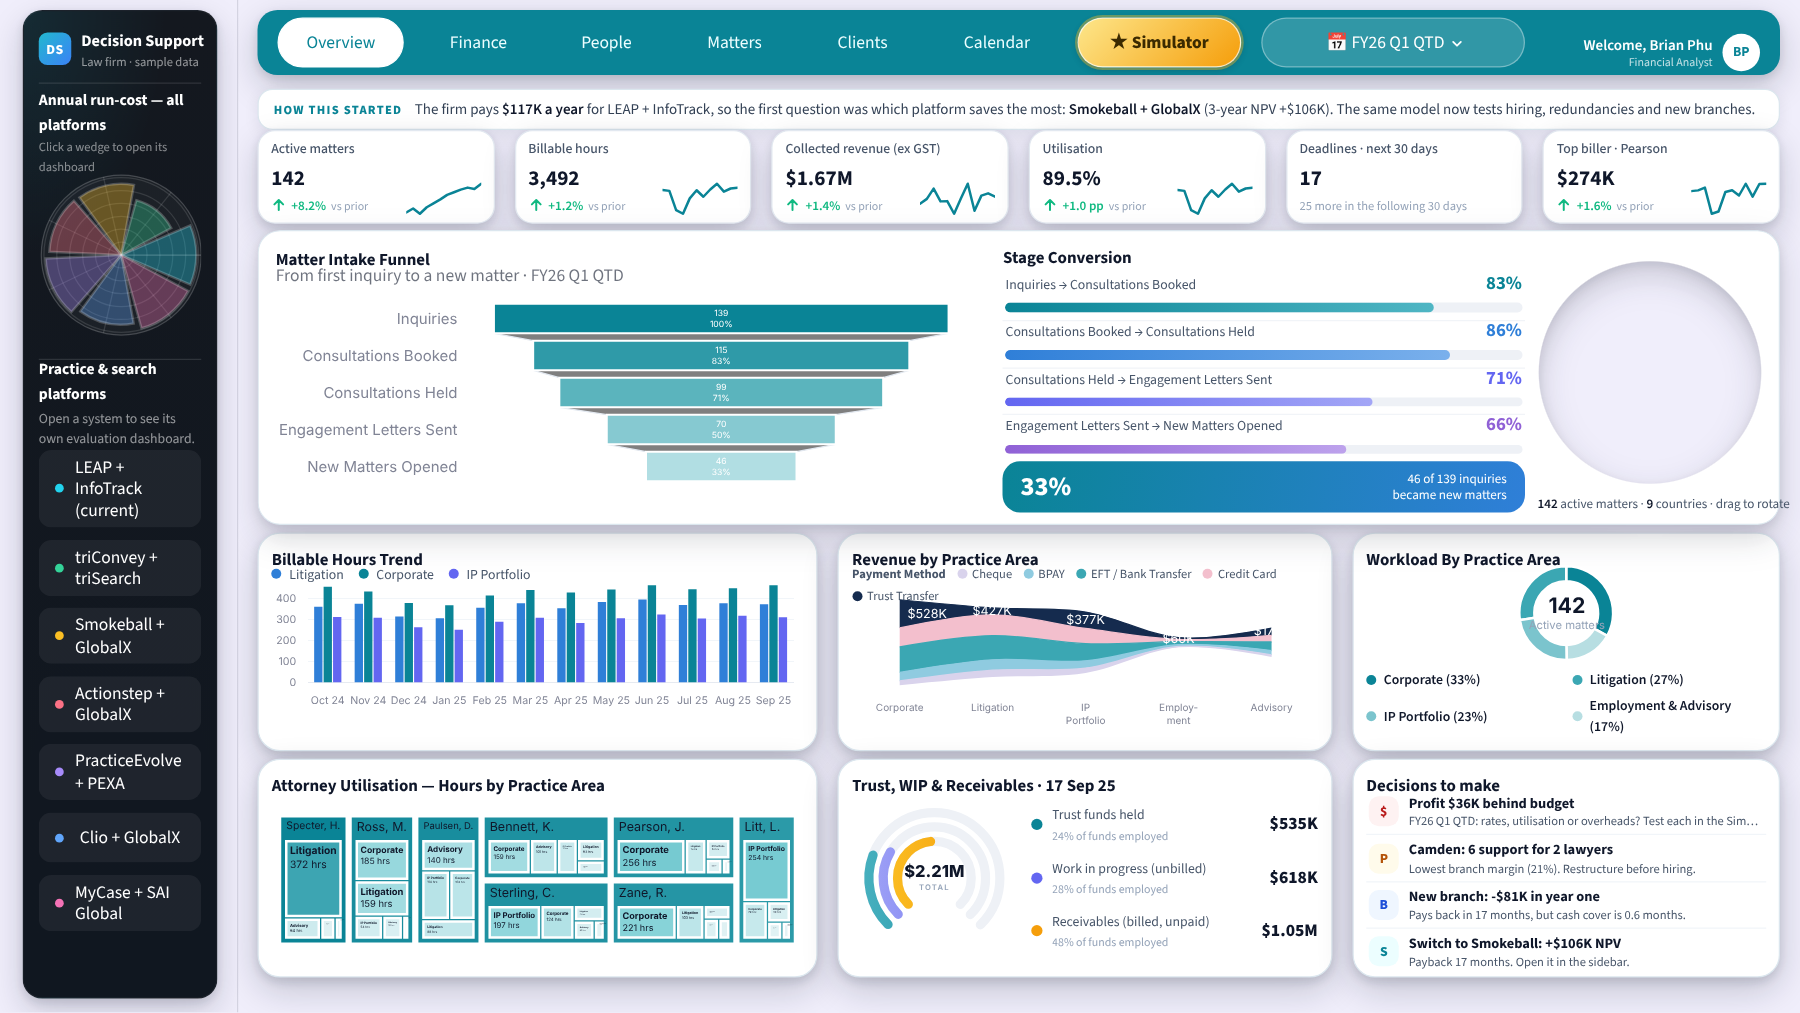 DS
Decision Support
Law firm · sample data
Annual run-cost — all
platforms
Click a wedge to open its
dashboard
Practice & search
platforms
Open a system to see its
own evaluation dashboard.
LEAP +
InfoTrack
(current)
triConvey +
triSearch
Smokeball +
GlobalX
Actionstep +
GlobalX
PracticeEvolve
+ PEXA
Clio + GlobalX
MyCase + SAI
Global
Overview
Finance
People
Matters
Clients
Calendar
★ Simulator
📅 FY26 Q1 QTD
Welcome, Brian Phu
Financial Analyst
BP
HOW THIS STARTED The firm pays $117K a year for LEAP + InfoTrack, so the first question was which platform saves the most: Smokeball + GlobalX (3-year NPV +$106K). The same model now tests hiring, redundancies and new branches.
Active matters
142
↑ +8.2% vs prior
Billable hours
3,492
↑ +1.2% vs prior
Collected revenue (ex GST)
$1.67M
↑ +1.4% vs prior
Utilisation
89.5%
↑ +1.0 pp vs prior
Deadlines · next 30 days
17
25 more in the following 30 days
Top biller · Pearson
$274K
↑ +1.6% vs prior
Matter Intake Funnel
From first inquiry to a new matter · FY26 Q1 QTD
Inquiries
139
100%
Consultations Booked
115
83%
Consultations Held
99
71%
Engagement Letters Sent
70
50%
New Matters Opened
46
33%
Stage Conversion
Inquiries → Consultations Booked 83%
Consultations Booked → Consultations Held 86%
Consultations Held → Engagement Letters Sent 71%
Engagement Letters Sent → New Matters Opened 66%
33%
46 of 139 inquiries
became new matters
142 active matters · 9 countries · drag to rotate
Billable Hours Trend
Litigation Corporate IP Portfolio
400
300
200
100
0
Oct 24 Nov 24 Dec 24 Jan 25 Feb 25 Mar 25 Apr 25 May 25 Jun 25 Jul 25 Aug 25 Sep 25
Revenue by Practice Area
Payment Method Cheque BPAY EFT / Bank Transfer Credit Card
Trust Transfer
$528K
$427K
$377K
$60K
Corporate
Litigation
IP
Portfolio
Employ-
ment
Advisory
Workload By Practice Area
142
Active matters
Corporate (33%)
Litigation (27%)
IP Portfolio (23%)
Employment & Advisory
(17%)
Attorney Utilisation — Hours by Practice Area
Specter, H.
Litigation
372 hrs
Advisory
Ross, M.
Corporate
185 hrs
Litigation
159 hrs
Paulsen, D.
Advisory
140 hrs
Bennett, K.
Corporate
159 hrs
Sterling, C.
IP Portfolio
197 hrs
Corporate
124 hrs
Pearson, J.
Corporate
256 hrs
Zane, R.
Corporate
221 hrs
Litt, L.
IP Portfolio
254 hrs
Trust, WIP & Receivables · 17 Sep 25
$2.21M
TOTAL
Trust funds held
24% of funds employed
$535K
Work in progress (unbilled)
28% of funds employed
$618K
Receivables (billed, unpaid)
48% of funds employed
$1.05M
Decisions to make
$
Profit $36K behind budget
FY26 Q1 QTD: rates, utilisation or overheads? Test each in the Sim…
P
Camden: 6 support for 2 lawyers
Lowest branch margin (21%). Restructure before hiring.
B
New branch: -$81K in year one
Pays back in 17 months, but cash cover is 0.6 months.
S
Switch to Smokeball: +$106K NPV
Payback 17 months. Open it in the sidebar.